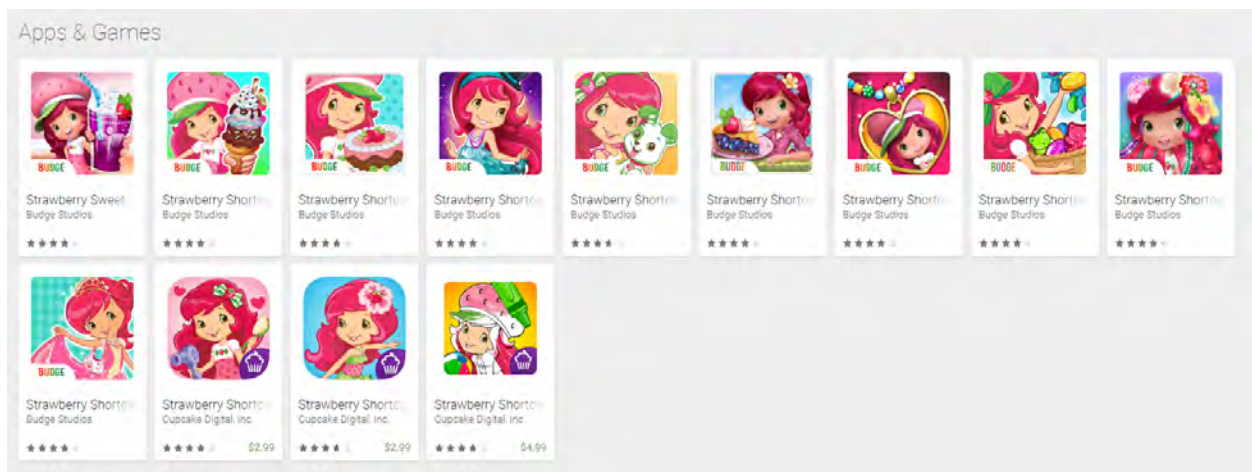 Apps & Games
BUDGE
BUDGE
BUDGE
BUDGE
BUDGE
BUDGE
BUDGE
BUDGE
BUDGE
Strawberry Sweet
Budge Studios
Strawberry Shortc
Budge Studios
Strawberry Shortc
Budge Studios
Strawberry Shortc
Budge Studios
Strawberry Shortc
Budge Studios
Strawberry Shortc
Budge Studios
Strawberry Shortc
Budge Studios
Strawberry Shortc
Budge Studios
Strawberry Shortc
Budge Studios
BUDGE
Strawberry Shortc
Budge Studios
Strawberry Shortc
Cupcake Digital, Inc.
$2.99
Strawberry Shortc
Cupcake Digital, Inc.
$2.99
Strawberry Shortc
Cupcake Digital, Inc.
$4.99